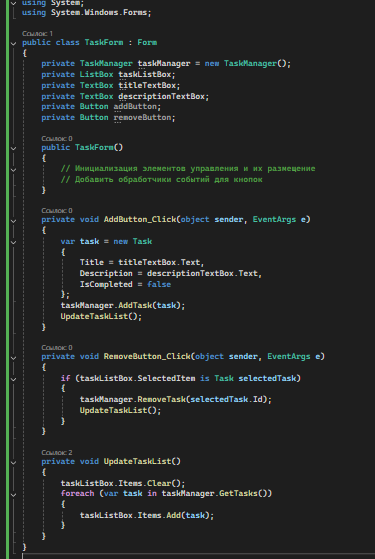 using System;
using System.Windows.Forms;
Ссылок: 1
public class TaskForm : Form
{
    private TaskManager taskManager = new TaskManager();
    private ListBox taskListBox;
    private TextBox titleTextBox;
    private TextBox descriptionTextBox;
    private Button addButton;
    private Button removeButton;
    Ссылок: 0
    public TaskForm()
    {
        // Инициализация элементов управления и их размещение
        // Добавить обработчики событий для кнопок
    }
    Ссылок: 0
    private void AddButton_Click(object sender, EventArgs e)
    {
        var task = new Task
        {
            Title = titleTextBox.Text,
            Description = descriptionTextBox.Text,
            IsCompleted = false
        };
        taskManager.AddTask(task);
        UpdateTaskList();
    }
    Ссылок: 0
    private void RemoveButton_Click(object sender, EventArgs e)
    {
        if (taskListBox.SelectedItem is Task selectedTask)
        {
            taskManager.RemoveTask(selectedTask.Id);
            UpdateTaskList();
        }
    }
    Ссылок: 2
    private void UpdateTaskList()
    {
        taskListBox.Items.Clear();
        foreach (var task in taskManager.GetTasks())
        {
            taskListBox.Items.Add(task);
        }
    }
}